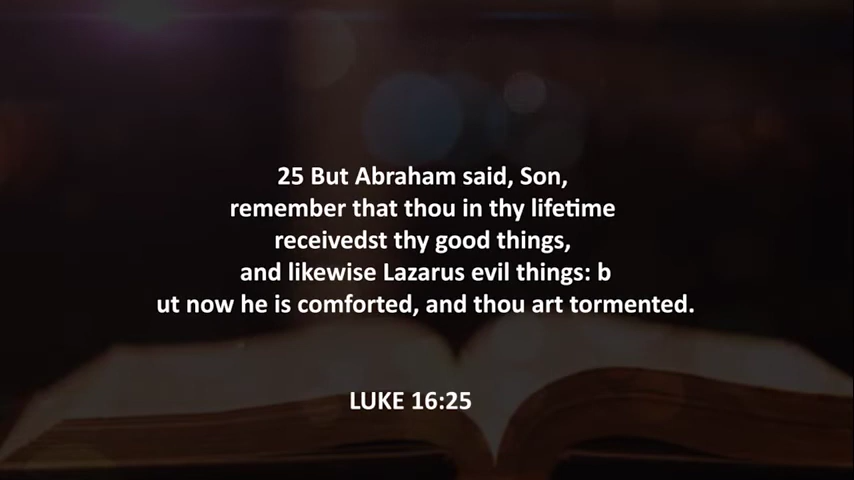 25 But Abraham said, Son,
remember that thou in thy lifetime
receivedst thy good things,
and likewise Lazarus evil things: b
ut now he is comforted, and thou art tormented.
LUKE 16:25